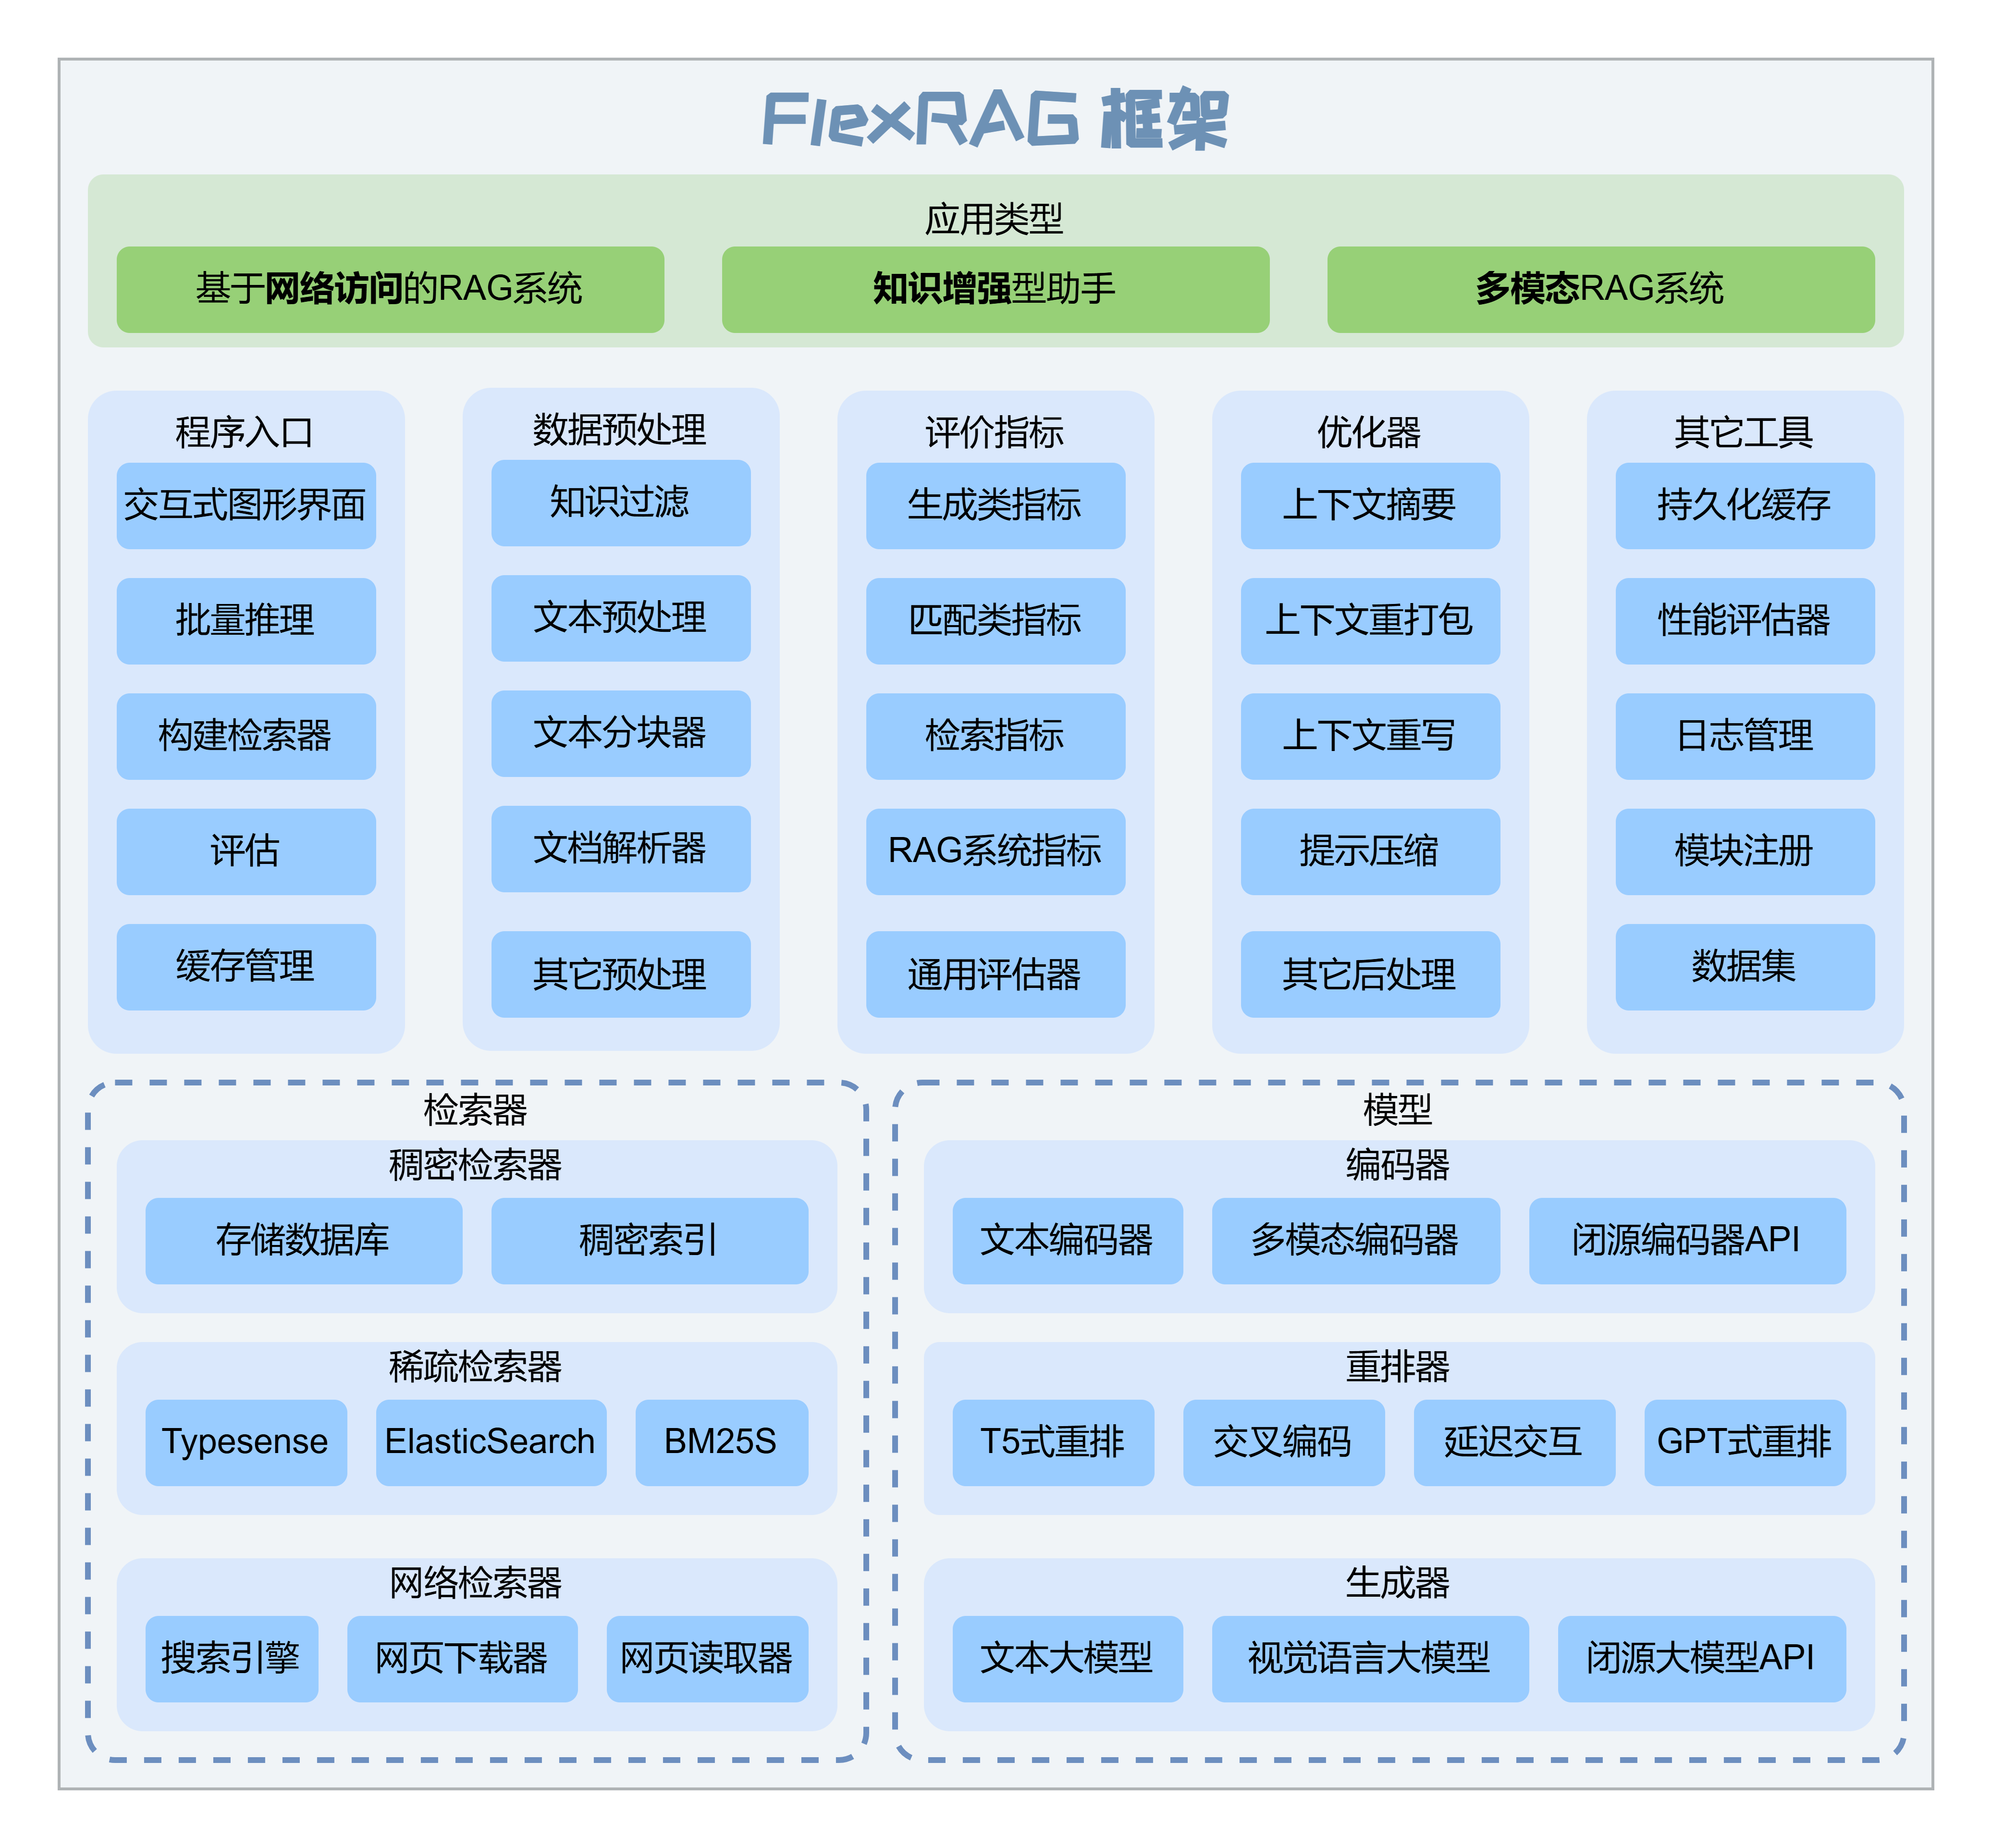 FlexRAG 框架
应用类型
基于网络访问的RAG系统
知识增强型助手
多模态RAG系统
程序入口
交互式图形界面
批量推理
构建检索器
评估
缓存管理
数据预处理
知识过滤
文本预处理
文本分块器
文档解析器
其它预处理
评价指标
生成类指标
匹配类指标
检索指标
RAG系统指标
通用评估器
优化器
上下文摘要
上下文重打包
上下文重写
提示压缩
其它后处理
其它工具
持久化缓存
性能评估器
日志管理
模块注册
数据集
检索器
稠密检索器
存储数据库
稠密索引
稀疏检索器
Typesense
ElasticSearch
BM25S
网络检索器
搜索引擎
网页下载器
网页读取器
模型
编码器
文本编码器
多模态编码器
闭源编码器API
重排器
T5式重排
交叉编码
延迟交互
GPT式重排
生成器
文本大模型
视觉语言大模型
闭源大模型API